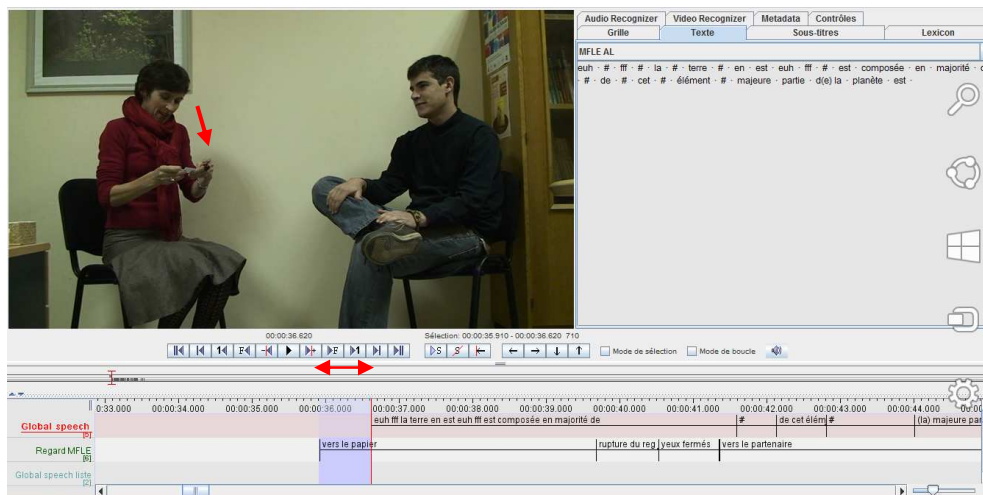 Audio Recognizer Video Recognizer Metadata Contrôles
Grille Texte Sous-titres Lexicon
MFLE AL
euh · # · fff · # · la · # · terre · # · en · est · euh · fff · # · est · composée · en · majorité ·
· # · de · # · cet · # · élément · # · majeure · partie · d(e) la · planète · est ·
00:00:36.620 Sélection: 00:00:35.910 - 00:00:36.620 710
1 F F 1 S S Mode de sélection Mode de boucle
0:33.000 00:00:34.000 00:00:35.000 00:00:36.000 00:00:37.000 00:00:38.000 00:00:39.000 00:00:40.000 00:00:41.000 00:00:42.000 00:00:43.000 00:00:44.000
Global speech [5] euh fff la terre en est euh fff est composée en majorité de # de cet élém # (la) majeure par
Regard MFLE [6] vers le papier rupture du reg yeux fermés vers le partenaire
Global speech liste [2]